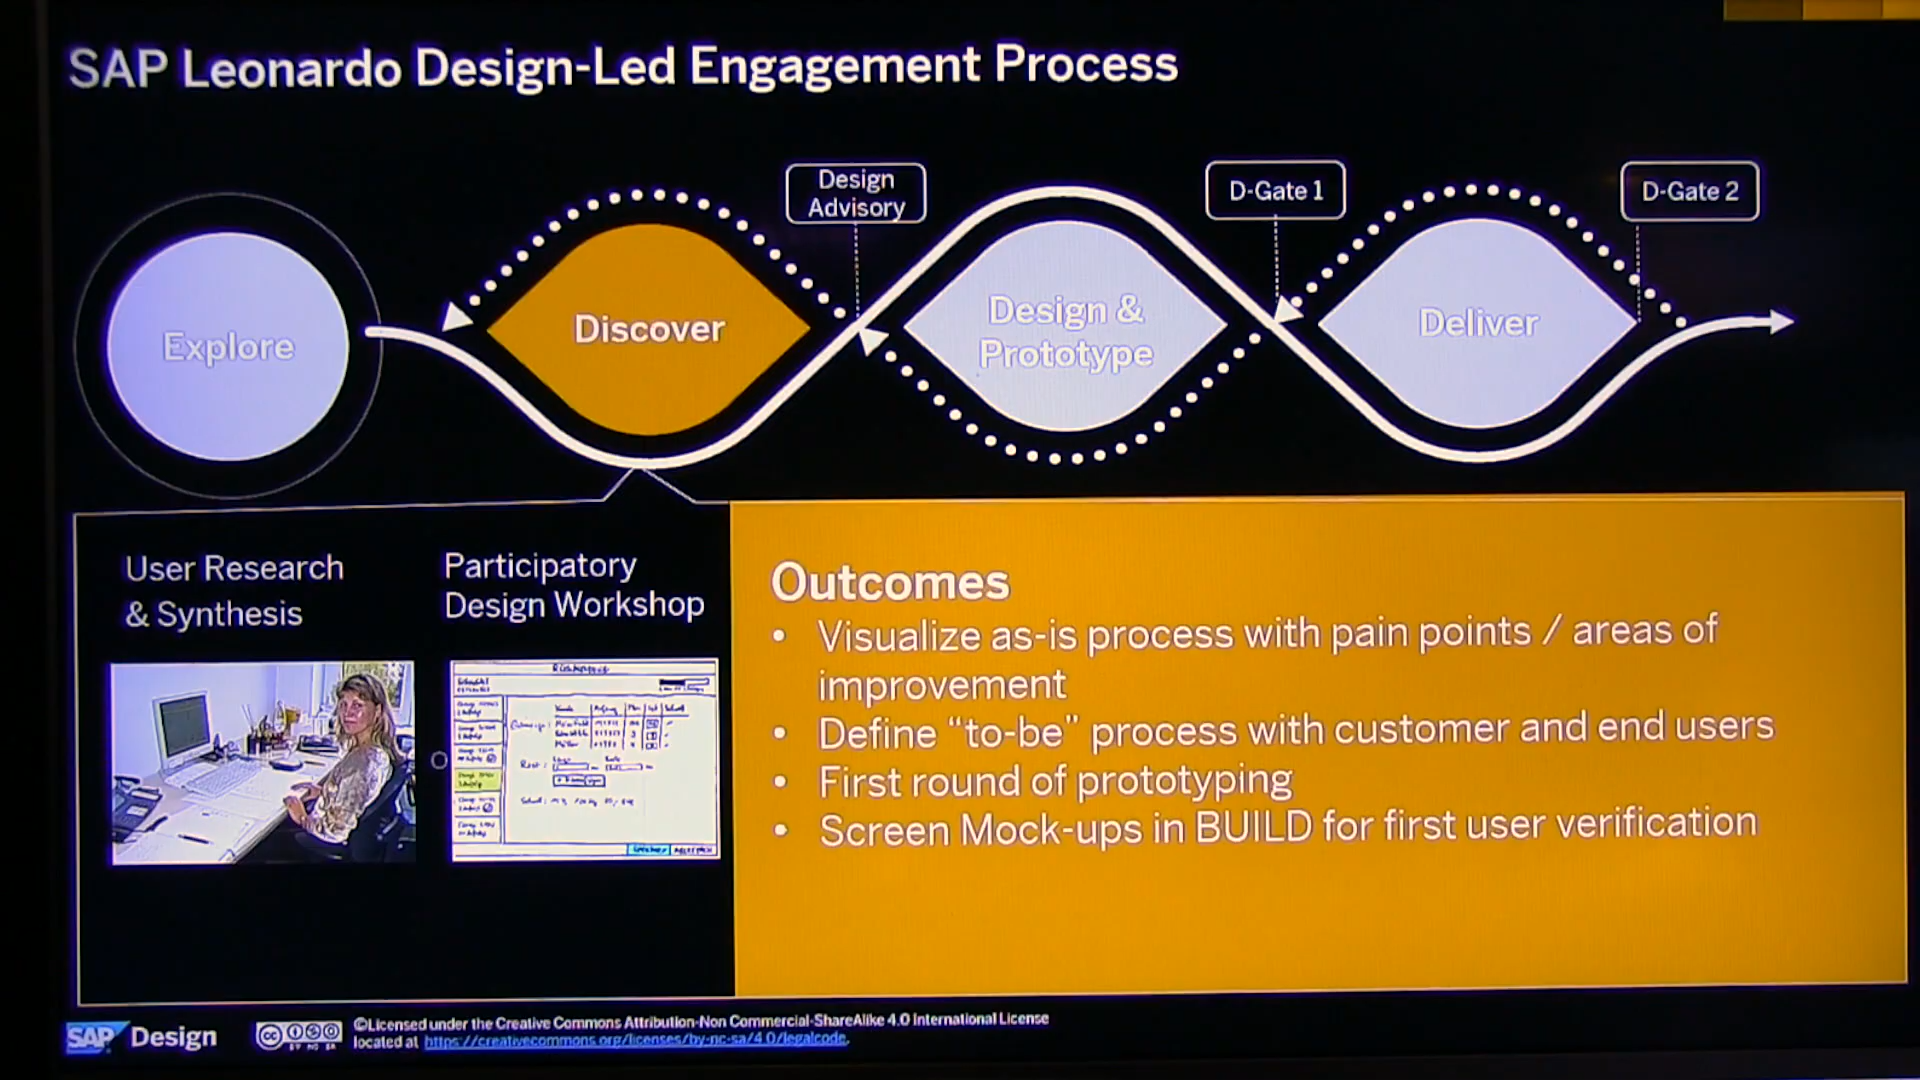 SAP Leonardo Design-Led Engagement Process
Design
Advisory
D-Gate 1
D-Gate 2
Explore
Discover
Design &
Prototype
Deliver
User Research
& Synthesis
Participatory
Design Workshop
Outcomes
• Visualize as-is process with pain points / areas of
improvement
• Define “to-be” process with customer and end users
• First round of prototyping
• Screen Mock-ups in BUILD for first user verification
SAP Design
cc
BY NC SA
©Licensed under the Creative Commons Attribution-Non Commercial-ShareAlike 4.0 International License
located at https://creativecommons.org/licenses/by-nc-sa/4.0/legalcode.